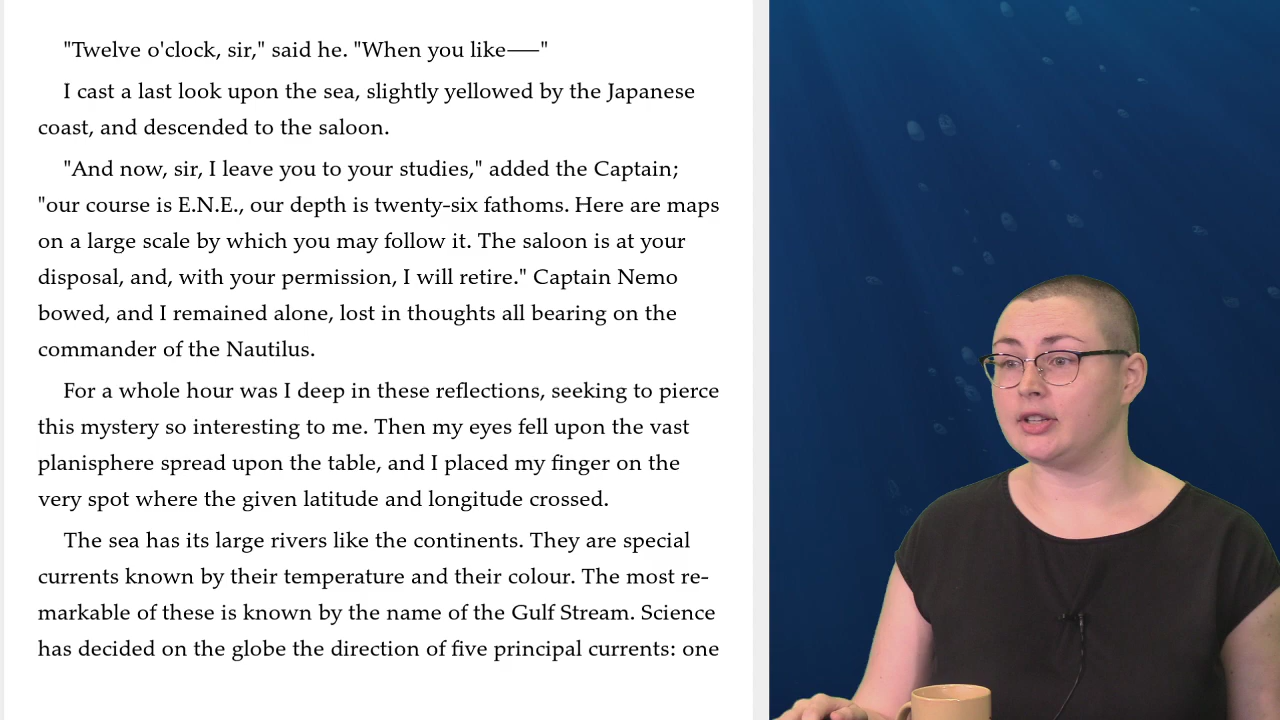 "Twelve o'clock, sir," said he. "When you like——"
I cast a last look upon the sea, slightly yellowed by the Japanese
coast, and descended to the saloon.
"And now, sir, I leave you to your studies," added the Captain;
"our course is E.N.E., our depth is twenty-six fathoms. Here are maps
on a large scale by which you may follow it. The saloon is at your
disposal, and, with your permission, I will retire." Captain Nemo
bowed, and I remained alone, lost in thoughts all bearing on the
commander of the Nautilus.
For a whole hour was I deep in these reflections, seeking to pierce
this mystery so interesting to me. Then my eyes fell upon the vast
planisphere spread upon the table, and I placed my finger on the
very spot where the given latitude and longitude crossed.
The sea has its large rivers like the continents. They are special
currents known by their temperature and their colour. The most re-
markable of these is known by the name of the Gulf Stream. Science
has decided on the globe the direction of five principal currents: one